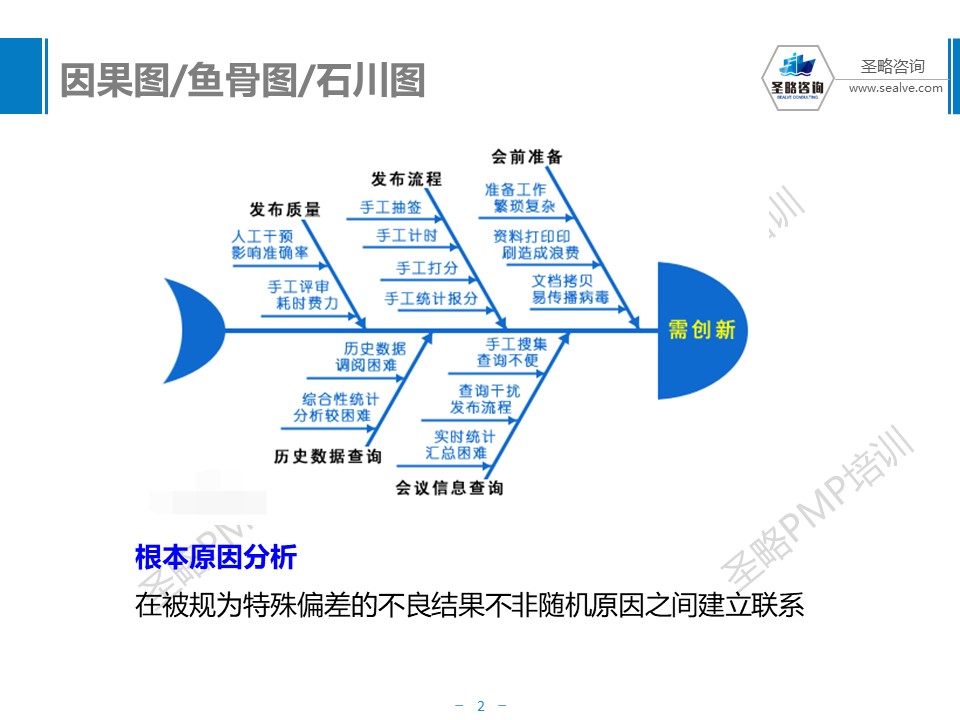 因果图/鱼骨图/石川图
圣略咨询
SEALVE CONSULTING
圣略咨询
www.sealve.com
会前准备
准备工作
繁琐复杂
资料打印印
刷造成浪费
文档拷贝
易传播病毒
发布流程
手工抽签
手工计时
手工打分
手工统计报分
发布质量
人工干预
影响准确率
手工评审
耗时费力
需创新
历史数据
调阅困难
综合性统计
分析较困难
历史数据查询
手工搜集
查询不便
查询干扰
发布流程
实时统计
汇总困难
会议信息查询
培训
圣略PMP培训
圣略PM
根本原因分析
在被规为特殊偏差的不良结果不非随机原因之间建立联系
2